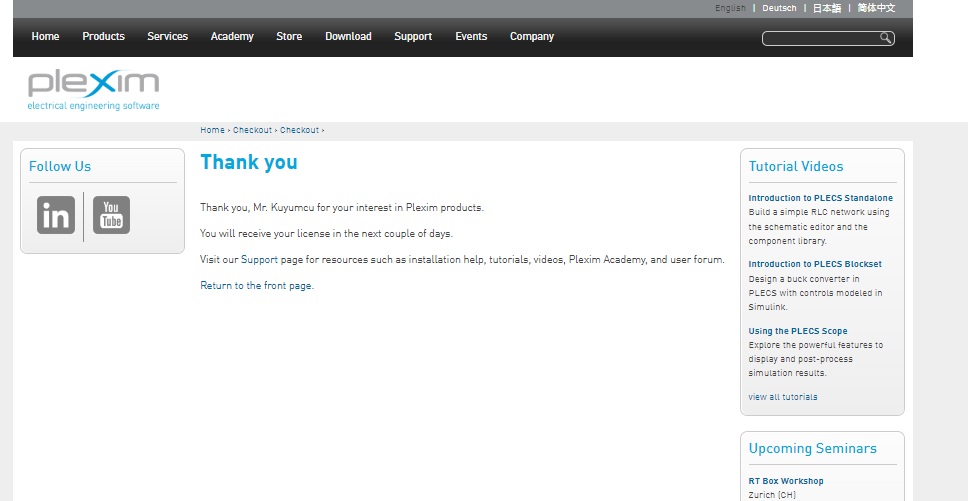 English | Deutsch | 日本語 | 简体中文
Home Products Services Academy Store Download Support Events Company
plexim
electrical engineering software
Home › Checkout › Checkout ›
Follow Us
in
You
Tube
Thank you
Thank you, Mr. Kuyumcu for your interest in Plexim products.
You will receive your license in the next couple of days.
Visit our Support page for resources such as installation help, tutorials, videos, Plexim Academy, and user forum.
Return to the front page.
Tutorial Videos
Introduction to PLECS Standalone
Build a simple RLC network using
the schematic editor and the
component library.
Introduction to PLECS Blockset
Design a buck converter in
PLECS with controls modeled in
Simulink.
Using the PLECS Scope
Explore the powerful features to
display and post-process
simulation results.
view all tutorials
Upcoming Seminars
RT Box Workshop
Zurich (CH)